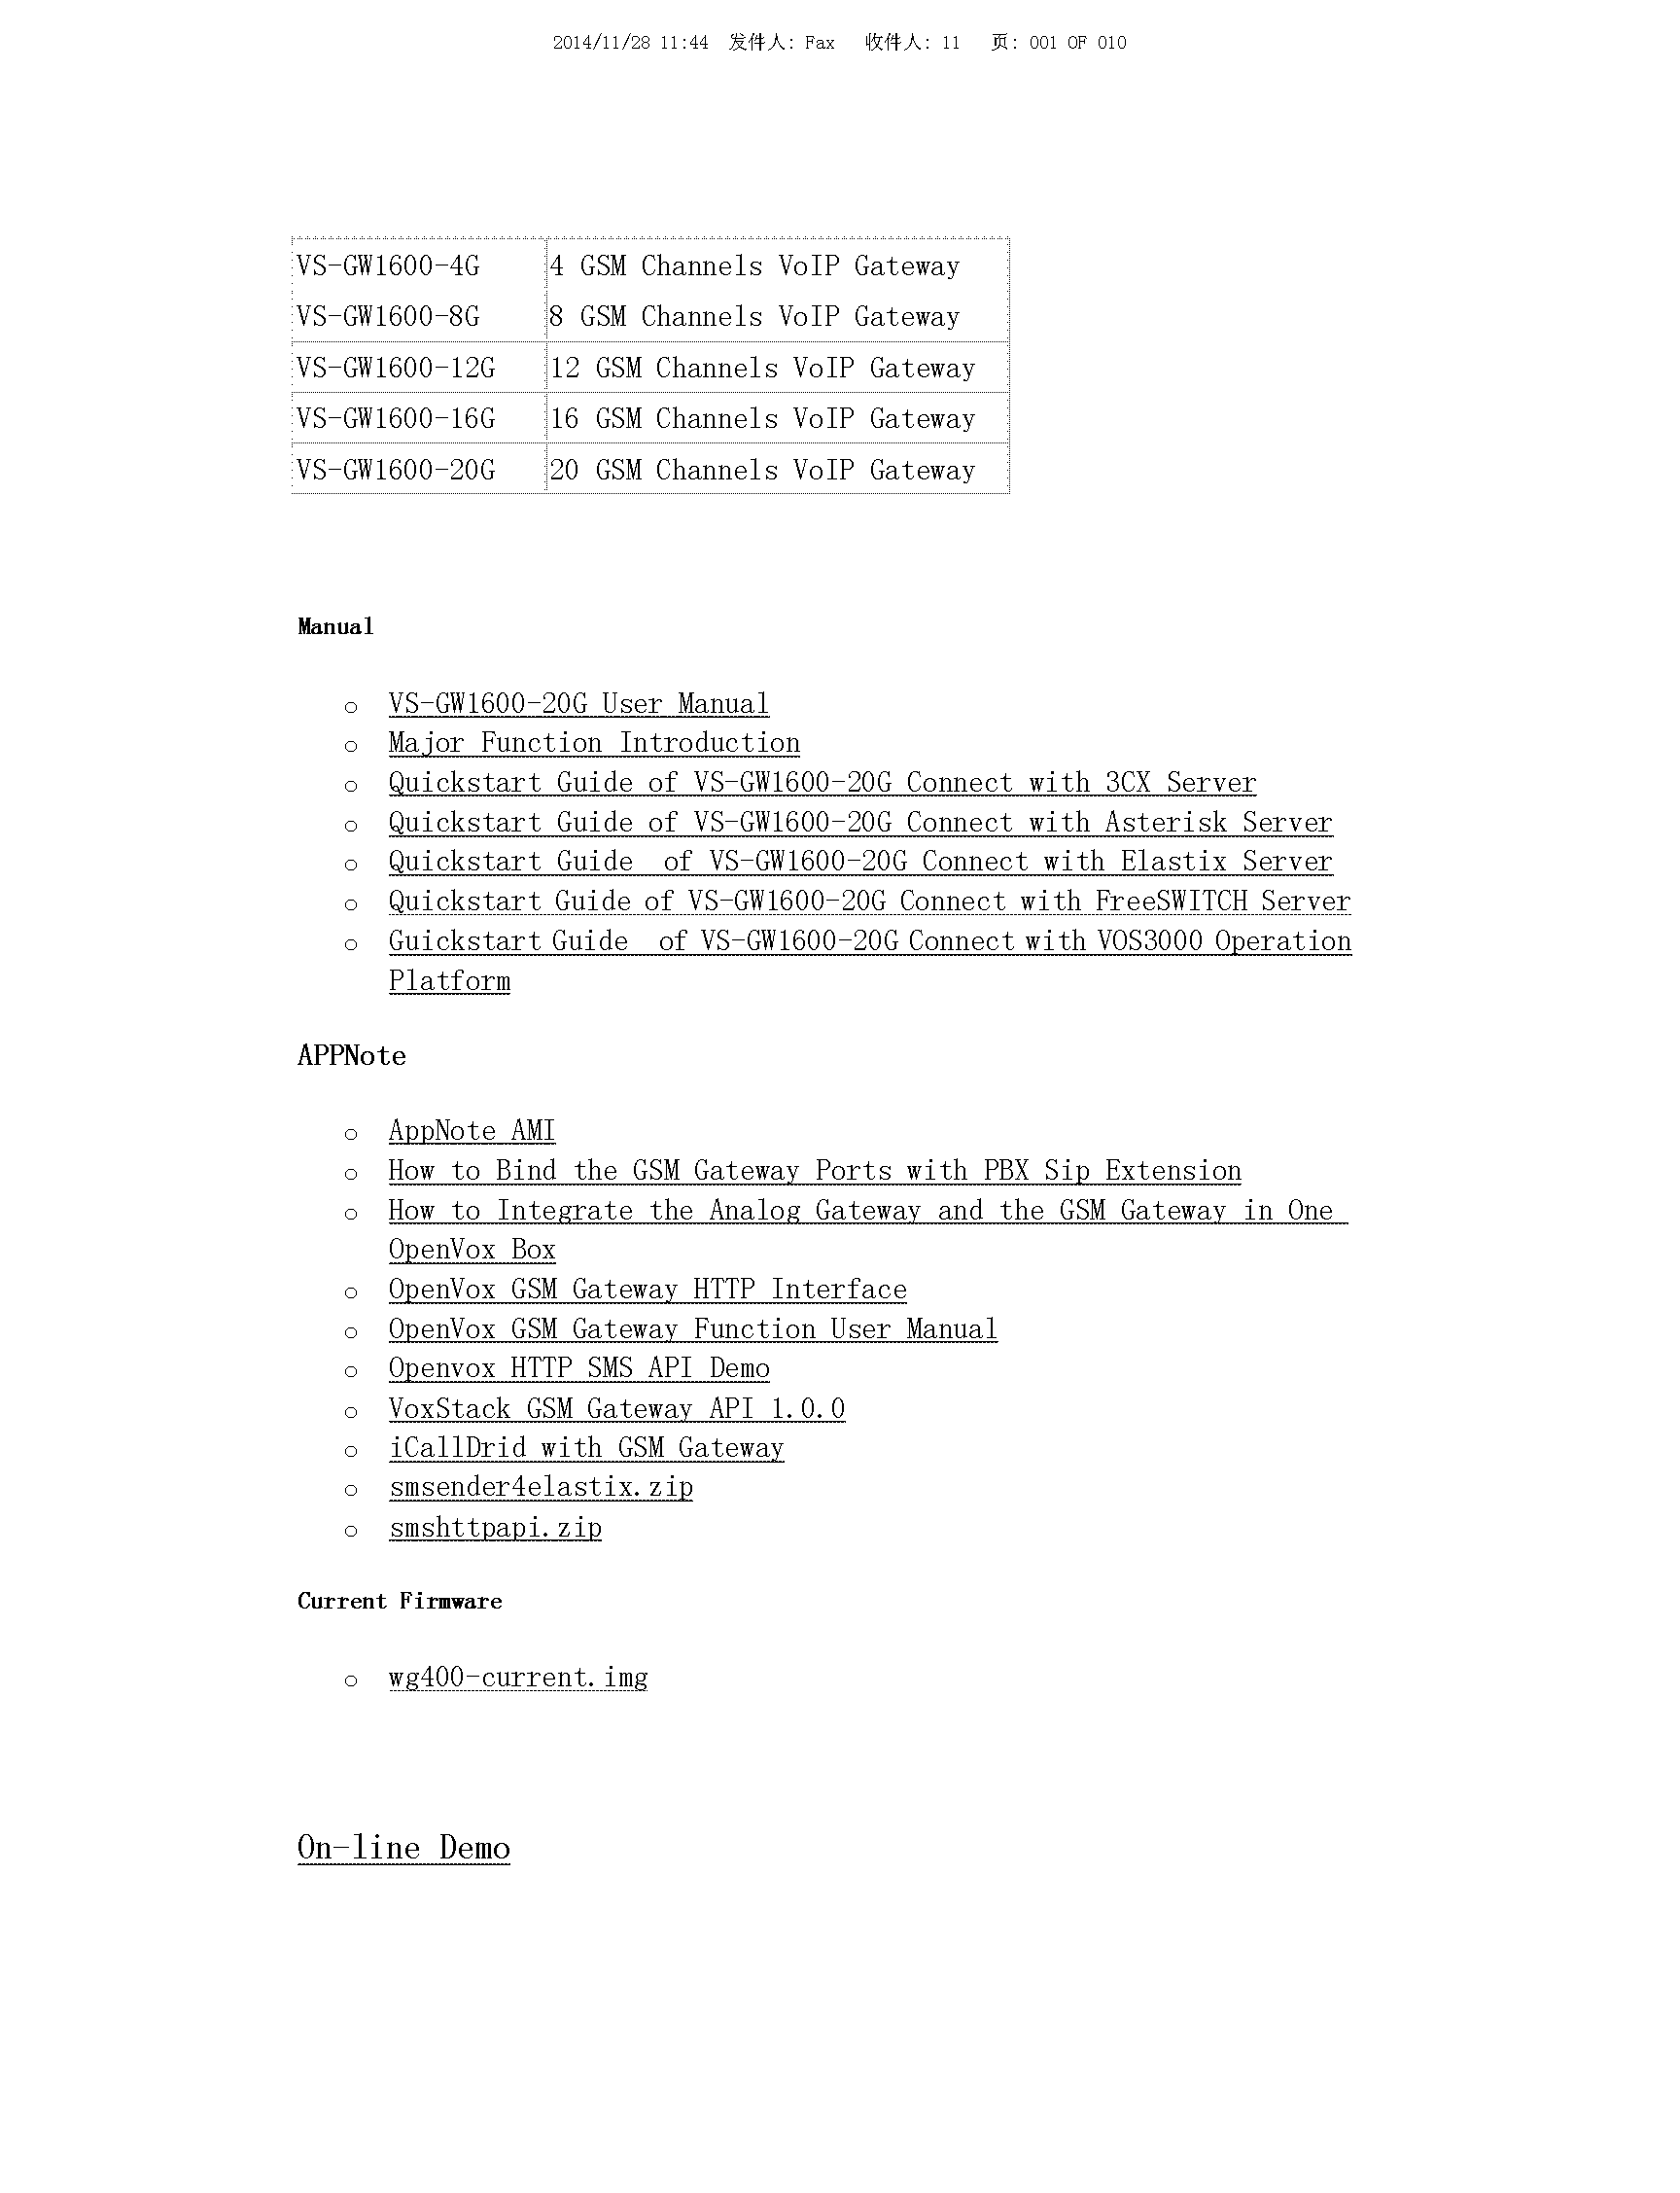 2014/11/28 11:44 发件人: Fax 收件人: 11 页: 001 OF 010
VS-GW1600-4G 4 GSM Channels VoIP Gateway
VS-GW1600-8G 8 GSM Channels VoIP Gateway
VS-GW1600-12G 12 GSM Channels VoIP Gateway
VS-GW1600-16G 16 GSM Channels VoIP Gateway
VS-GW1600-20G 20 GSM Channels VoIP Gateway
Manual
○ VS-GW1600-20G User Manual
○ Major Function Introduction
○ Quickstart Guide of VS-GW1600-20G Connect with 3CX Server
○ Quickstart Guide of VS-GW1600-20G Connect with Asterisk Server
○ Quickstart Guide of VS-GW1600-20G Connect with Elastix Server
○ Quickstart Guide of VS-GW1600-20G Connect with FreeSWITCH Server
○ Guickstart Guide of VS-GW1600-20G Connect with VOS3000 Operation
Platform
APPNote
○ AppNote AMI
○ How to Bind the GSM Gateway Ports with PBX Sip Extension
○ How to Integrate the Analog Gateway and the GSM Gateway in One
OpenVox Box
○ OpenVox GSM Gateway HTTP Interface
○ OpenVox GSM Gateway Function User Manual
○ Openvox HTTP SMS API Demo
○ VoxStack GSM Gateway API 1.0.0
○ iCallDrid with GSM Gateway
○ smsender4elastix.zip
○ smshttpapi.zip
Current Firmware
○ wg400-current.img
On-line Demo